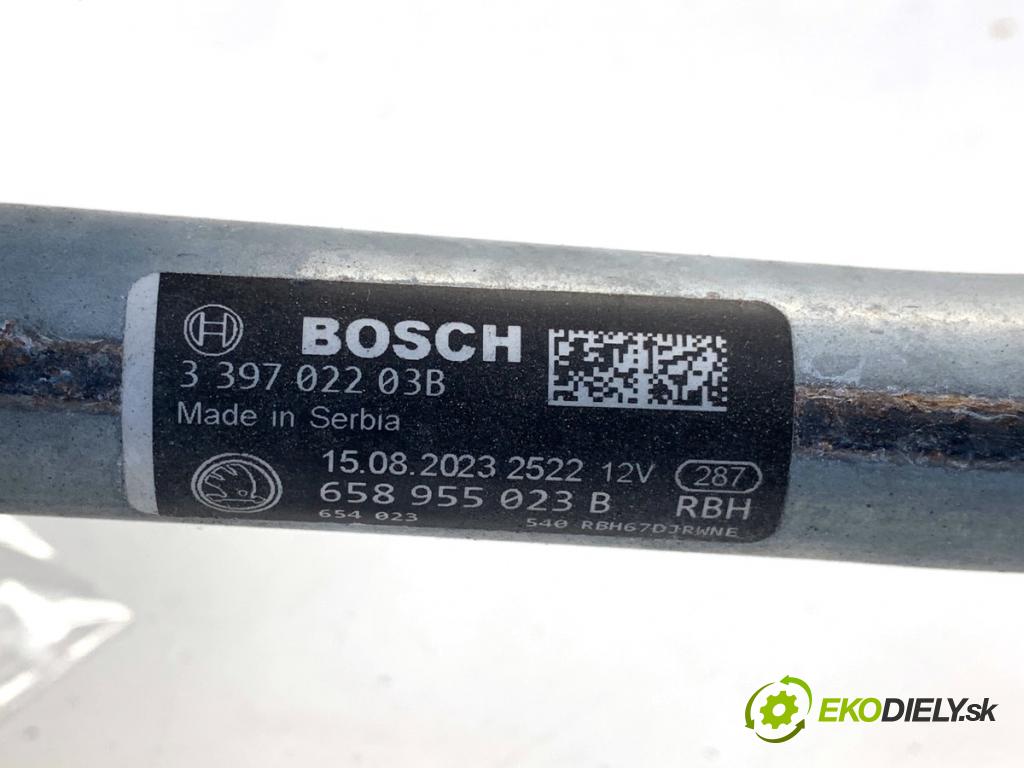 BOSCH
3 397 022 03B
Made in Serbia
15.08.2023 2522 12V 287
658 955 023 B RBH
654 023 540 RBH67DJRWNE
EKODIELY.sk